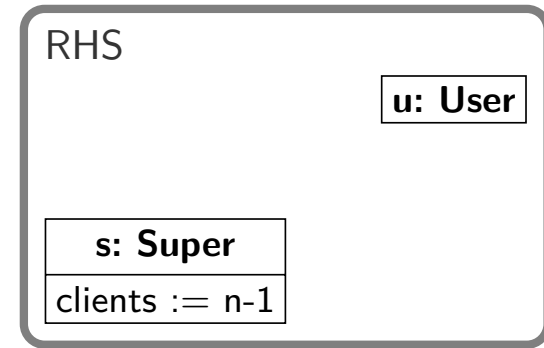 RHS
u: User
s: Super
clients := n-1